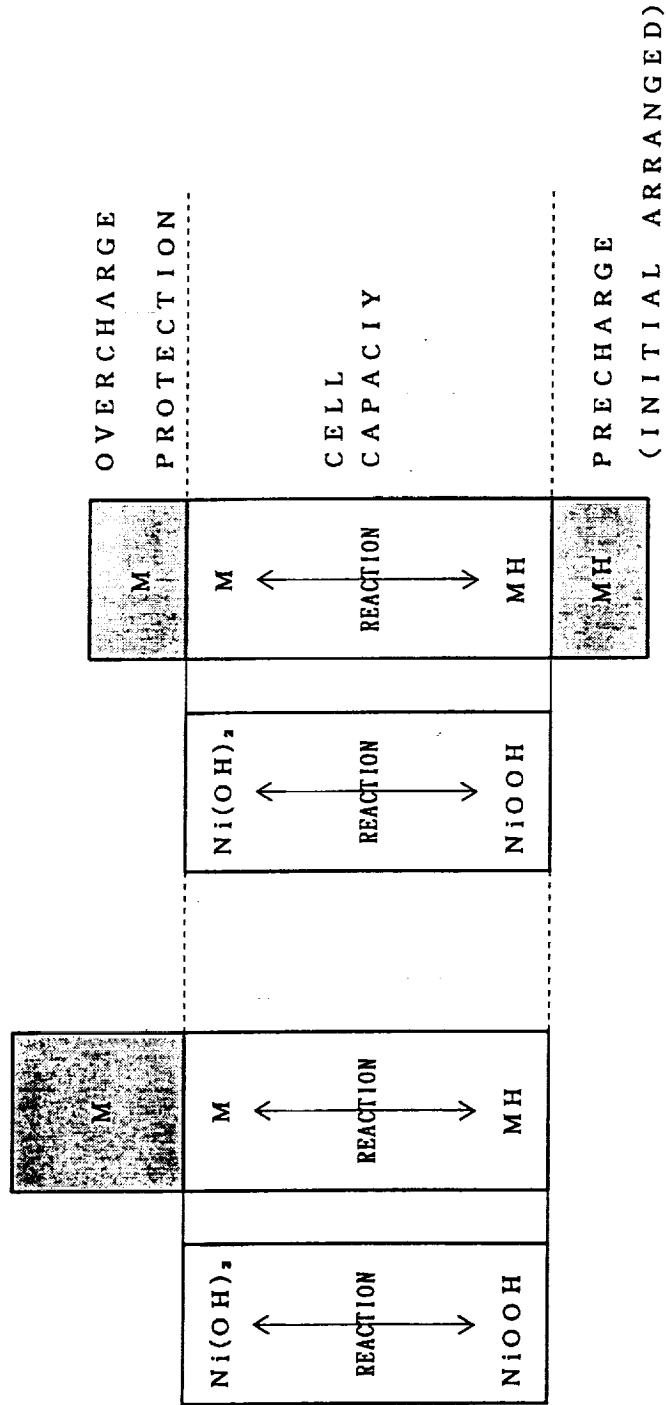 Ni(OH)₂
REACTION
NiOOH
M
M
REACTION
MH
Ni(OH)₂
REACTION
NiOOH
M
M
REACTION
MH
MH
OVERCHARGE
PROTECTION
CELL
CAPACIY
PRECHARGE
(INITIAL ARRANGED)